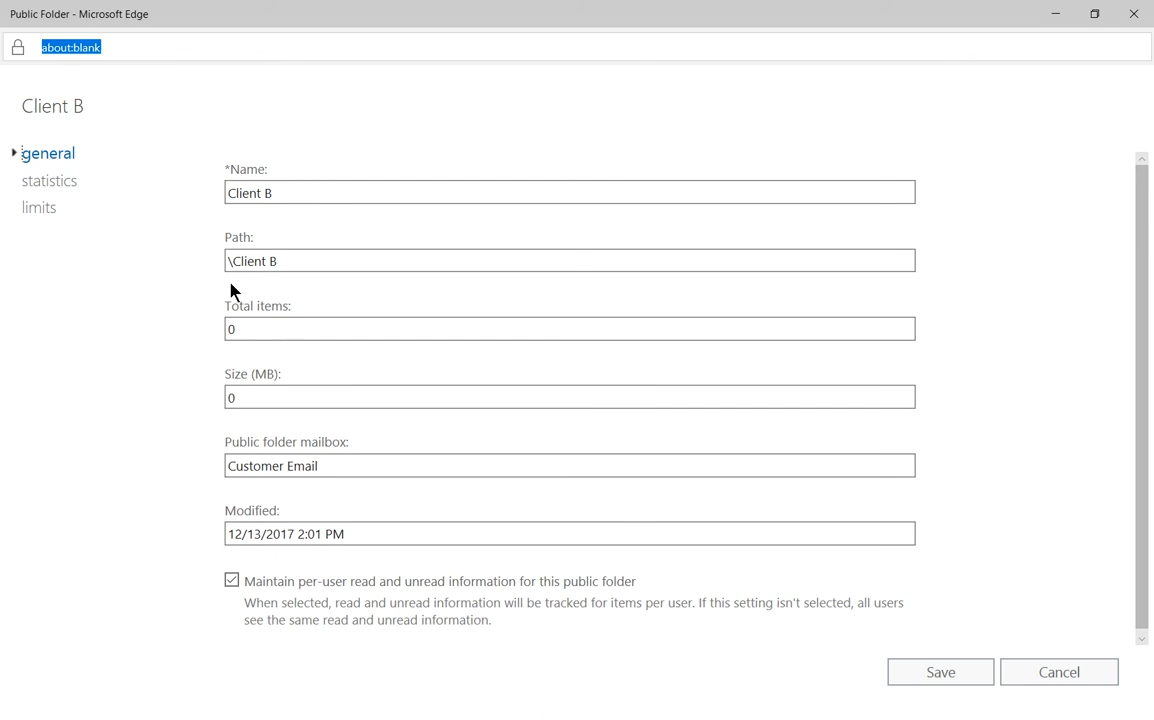 Public Folder - Microsoft Edge
about:blank
Client B
general
statistics
limits
*Name:
Client B
Path:
\Client B
Total items:
0
Size (MB):
0
Public folder mailbox:
Customer Email
Modified:
12/13/2017 2:01 PM
Maintain per-user read and unread information for this public folder
When selected, read and unread information will be tracked for items per user. If this setting isn't selected, all users
see the same read and unread information.
Save Cancel